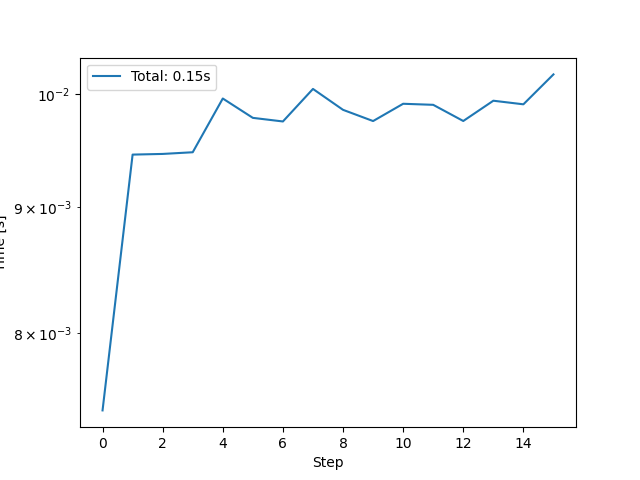 Total: 0.15s
10⁻²
9 × 10⁻³
8 × 10⁻³
[s]
0 2 4 6 8 10 12 14
Step